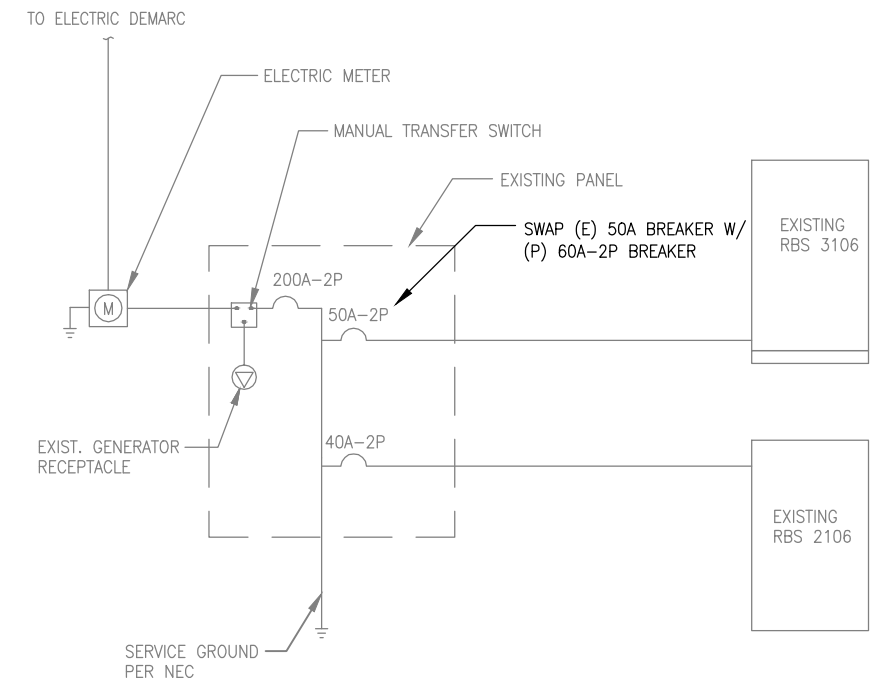 TO ELECTRIC DEMARC
ELECTRIC METER
MANUAL TRANSFER SWITCH
EXISTING PANEL
SWAP (E) 50A BREAKER W/
(P) 60A-2P BREAKER
EXISTING
RBS 3106
200A-2P
M
50A-2P
EXIST. GENERATOR
RECEPTACLE
40A-2P
EXISTING
RBS 2106
SERVICE GROUND
PER NEC